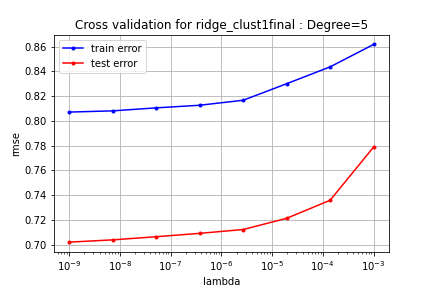 Cross validation for ridge_clust1final : Degree=5
train error
test error
rmse
0.86
0.84
0.82
0.80
0.78
0.76
0.74
0.72
0.70
10⁻⁹ 10⁻⁸ 10⁻⁷ 10⁻⁶ 10⁻⁵ 10⁻⁴ 10⁻³
lambda